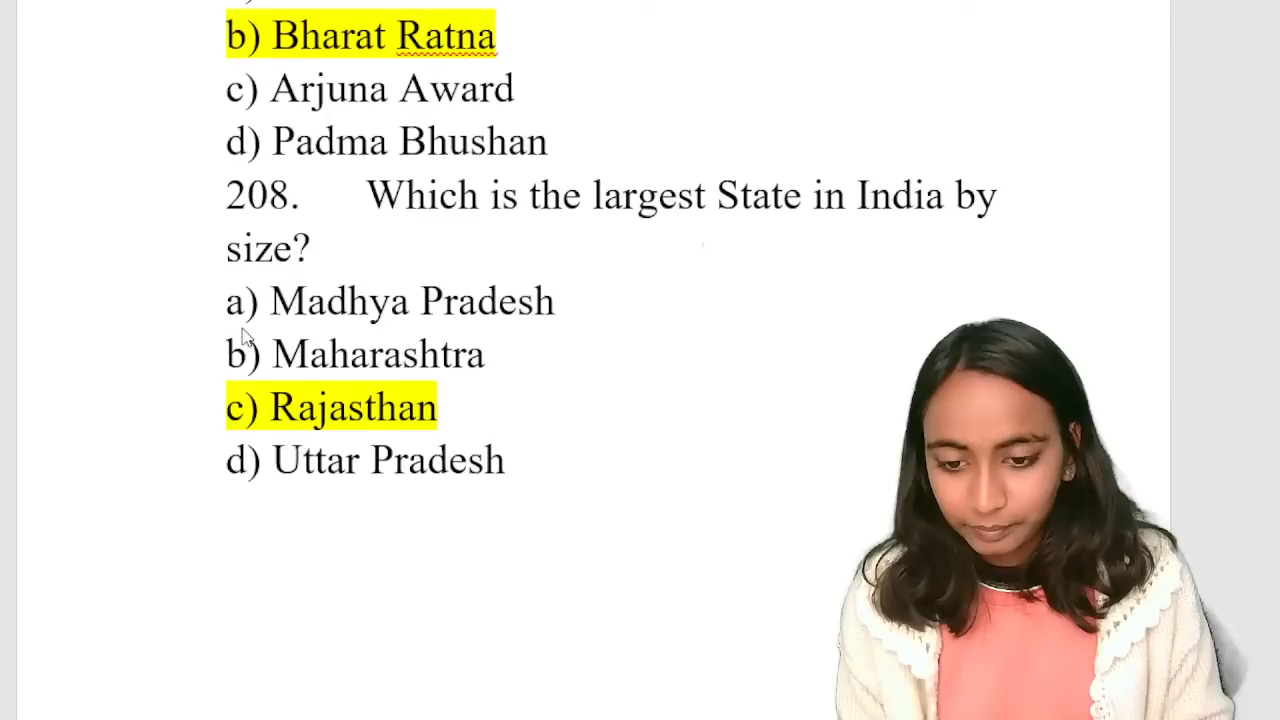 b) Bharat Ratna
c) Arjuna Award
d) Padma Bhushan
208. Which is the largest State in India by
size?
a) Madhya Pradesh
b) Maharashtra
c) Rajasthan
d) Uttar Pradesh